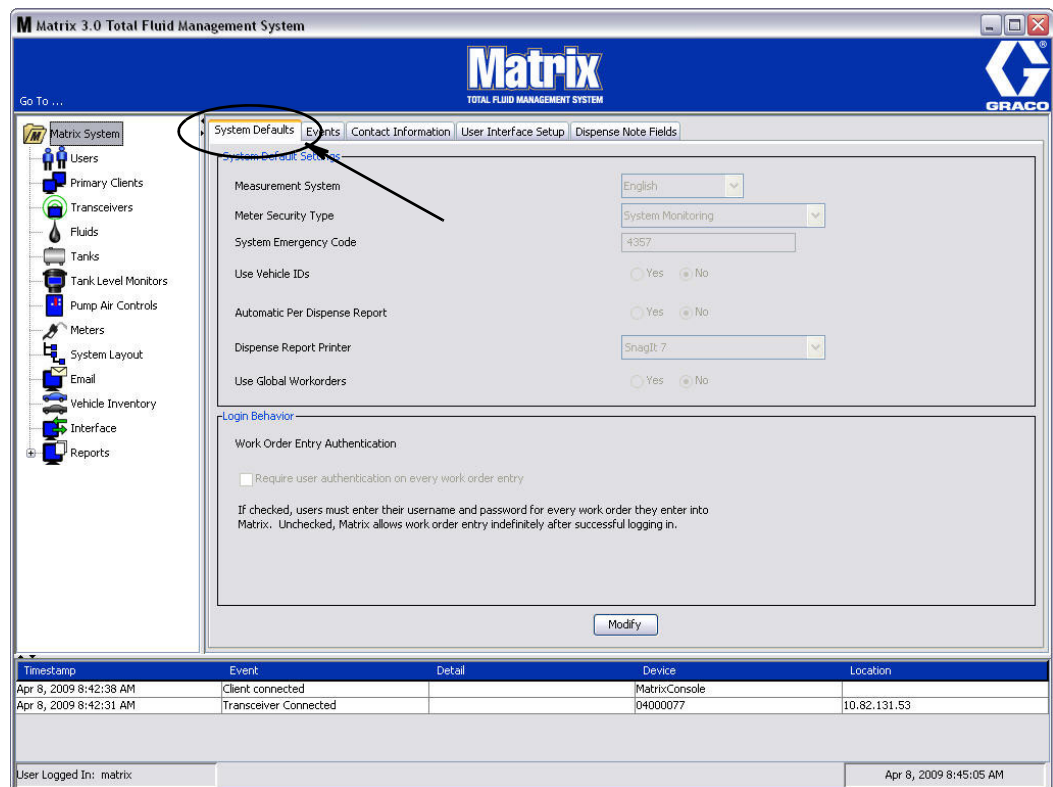 Matrix 3.0 Total Fluid Management System
Matrix
TOTAL FLUID MANAGEMENT SYSTEM
Go To ...
GRACO
Matrix System
Users
Primary Clients
Transceivers
Fluids
Tanks
Tank Level Monitors
Pump Air Controls
Meters
System Layout
Email
Vehicle Inventory
Interface
Reports
System Defaults Events Contact Information User Interface Setup Dispense Note Fields
System Default Settings
Measurement System English
Meter Security Type System Monitoring
System Emergency Code 4357
Use Vehicle IDs Yes No
Automatic Per Dispense Report Yes No
Dispense Report Printer SnagIt 7
Use Global Workorders Yes No
Login Behavior
Work Order Entry Authentication
Require user authentication on every work order entry
If checked, users must enter their username and password for every work order they enter into
Matrix. Unchecked, Matrix allows work order entry indefinitely after successful logging in.
Modify
Timestamp Event Detail Device Location
Apr 8, 2009 8:42:38 AM Client connected MatrixConsole
Apr 8, 2009 8:42:31 AM Transceiver Connected 04000077 10.82.131.53
User Logged In: matrix Apr 8, 2009 8:45:05 AM